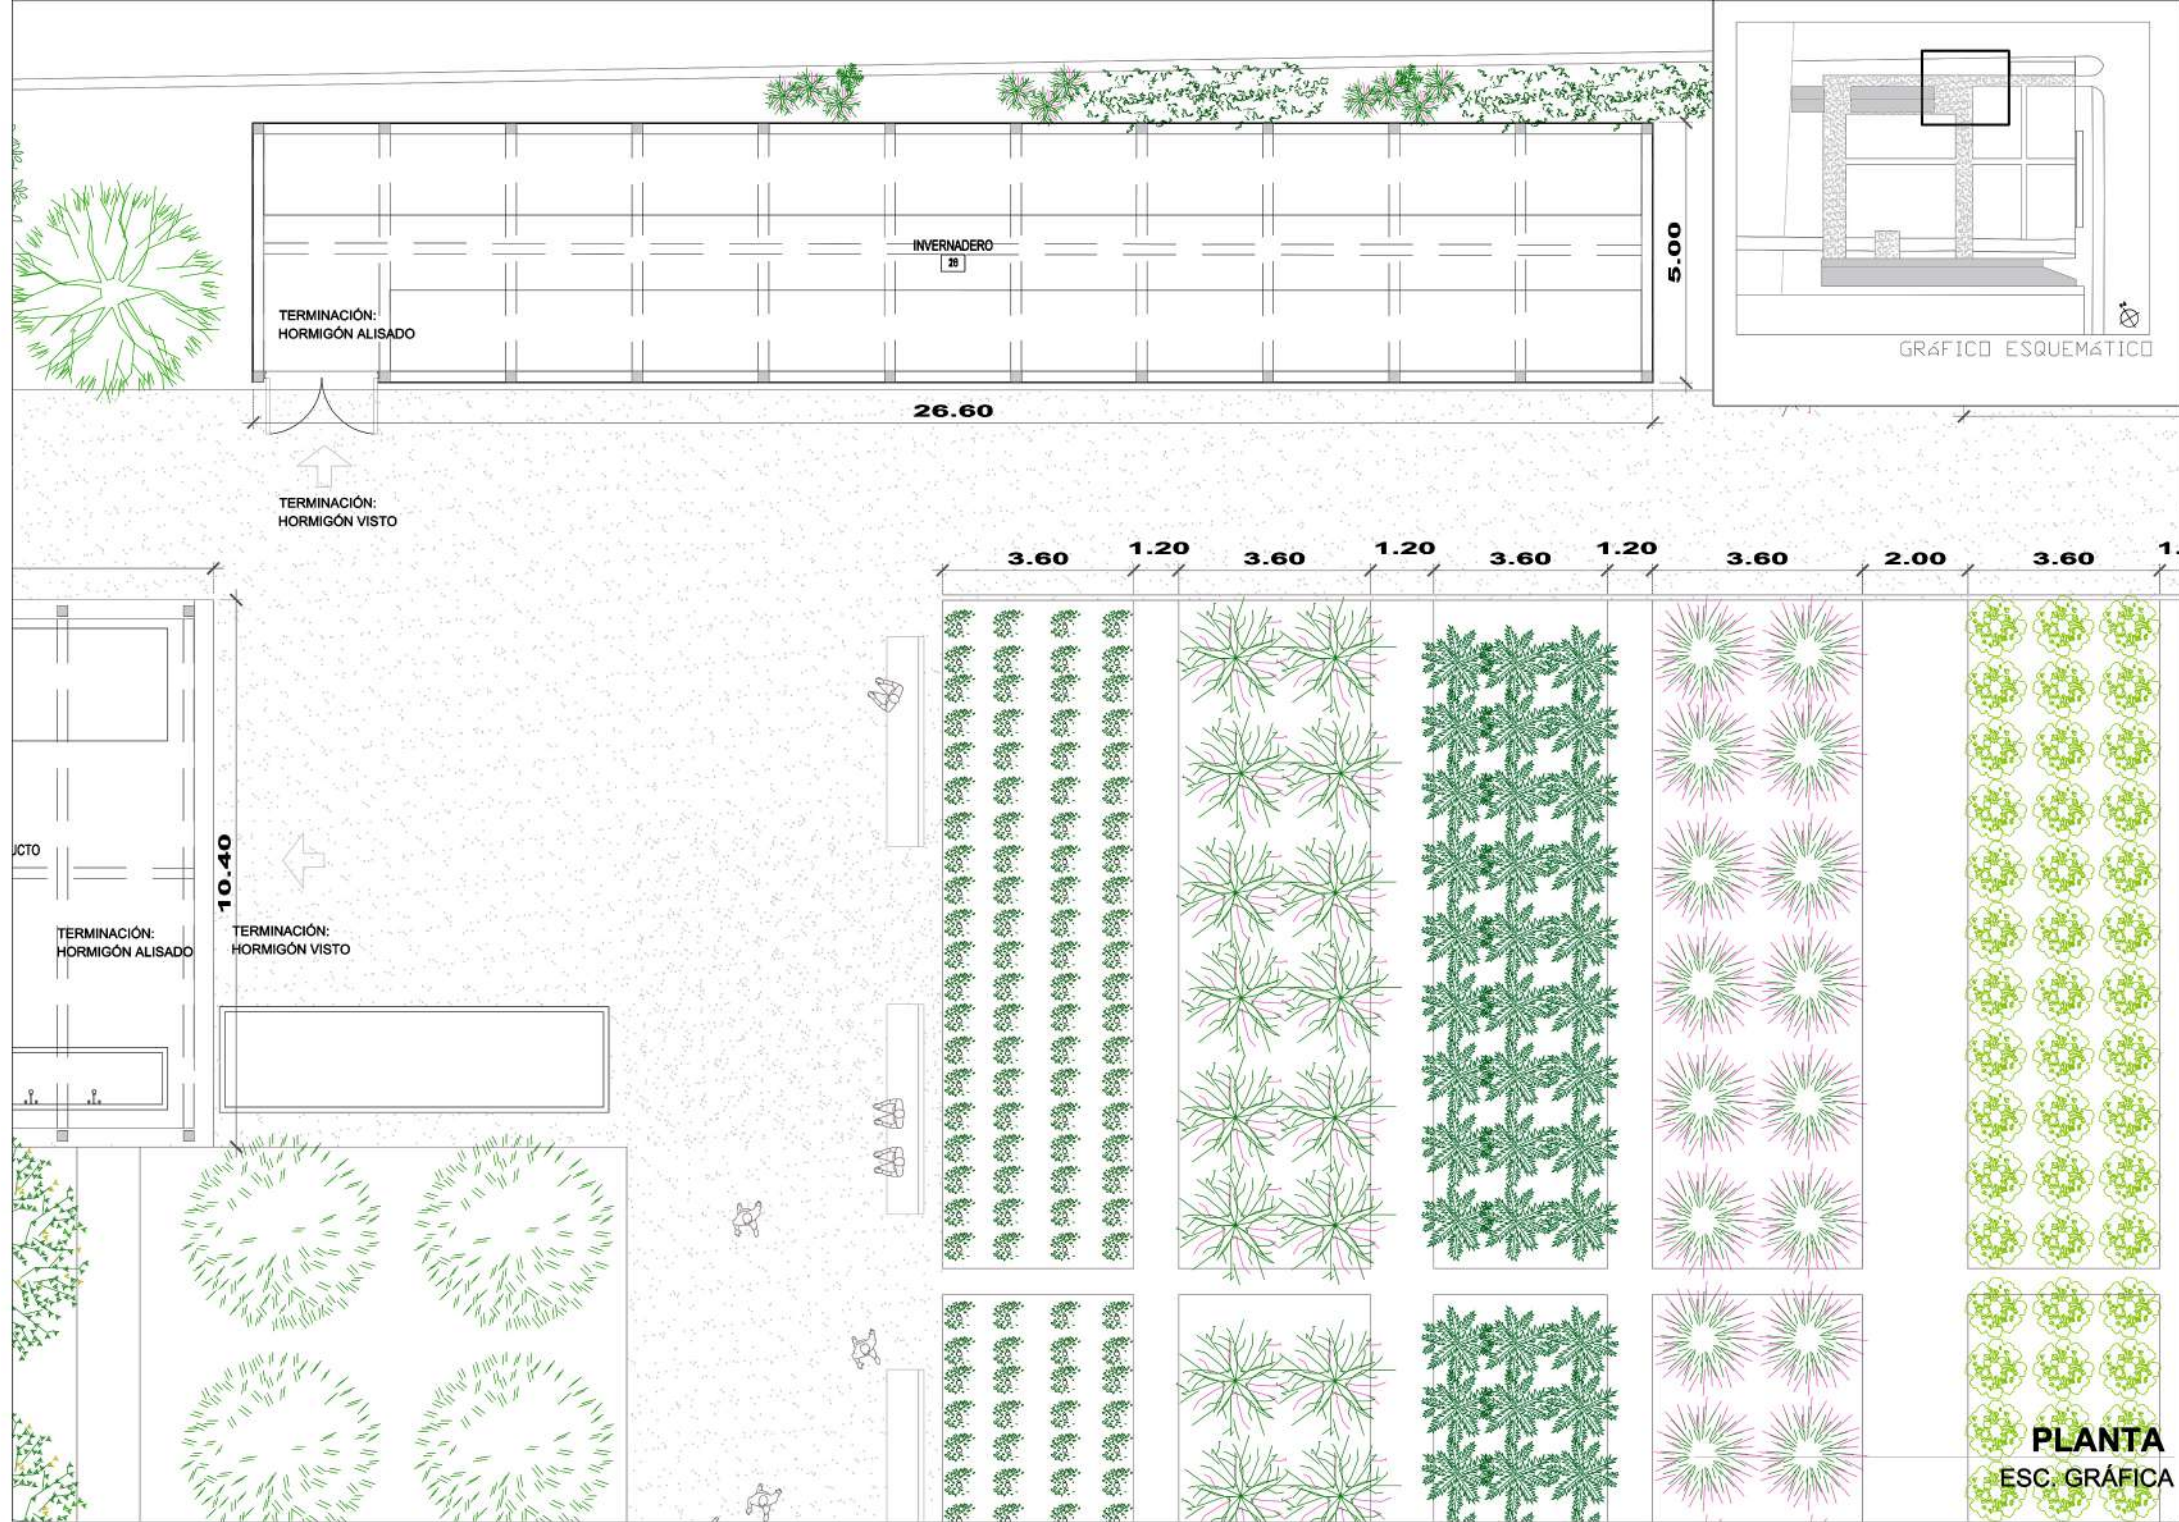 INVERNADERO
28
TERMINACIÓN:
HORMIGÓN ALISADO
5.00
GRÁFICO ESQUEMÁTICO
26.60
TERMINACIÓN:
HORMIGÓN VISTO
3.60
1.20
3.60
1.20
3.60
1.20
3.60
2.00
3.60
1.
UCTO
10.40
TERMINACIÓN:
HORMIGÓN ALISADO
TERMINACIÓN:
HORMIGÓN VISTO
PLANTA
ESC. GRÁFICA